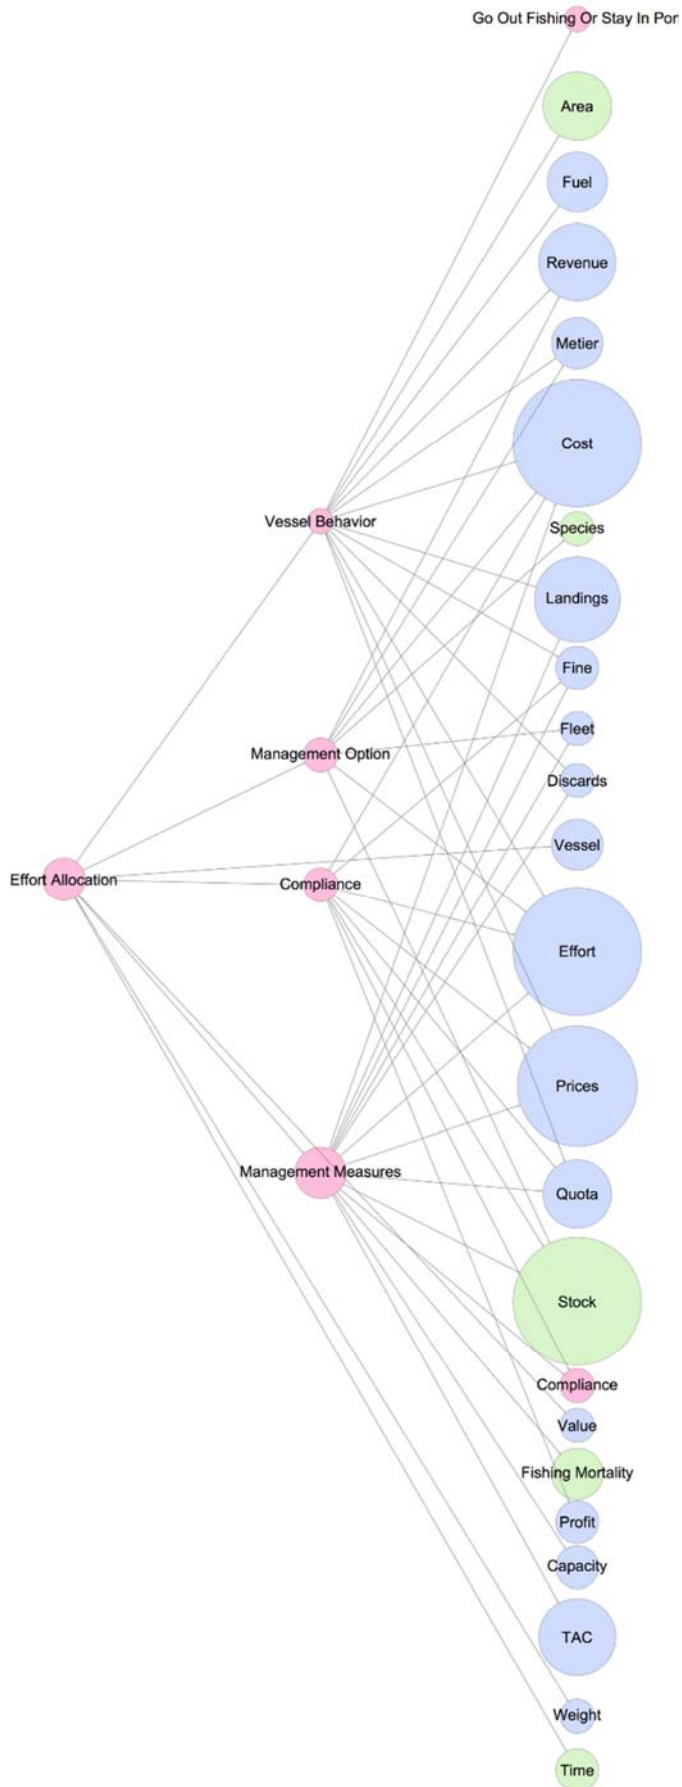 Go Out Fishing Or Stay In Port
Area
Fuel
Revenue
Metier
Cost
Vessel Behavior
Species
Landings
Fine
Fleet
Management Option
Discards
Vessel
Effort Allocation
Compliance
Effort
Prices
Management Measures
Quota
Stock
Compliance
Value
Fishing Mortality
Profit
Capacity
TAC
Weight
Time